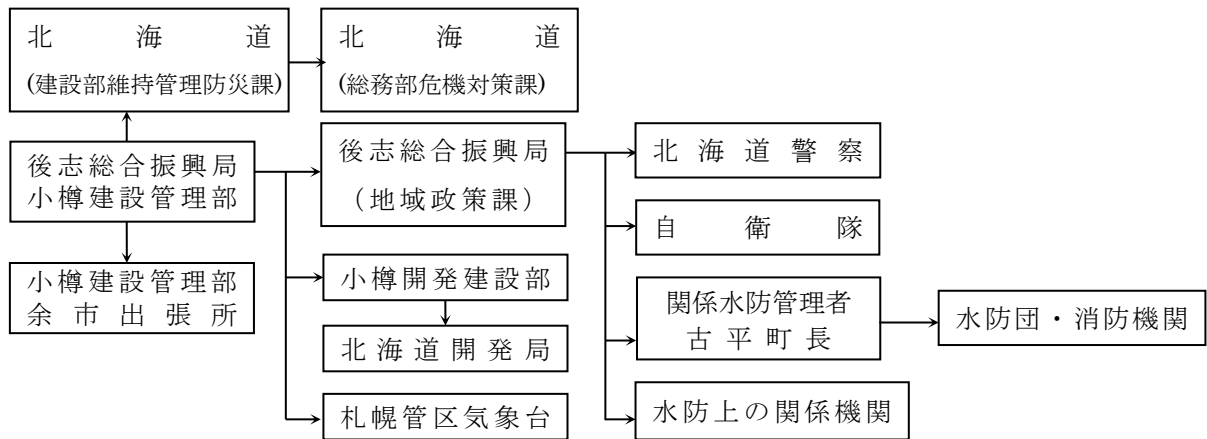 北海道
(建設部維持管理防災課)
北海道
(総務部危機対策課)
後志総合振興局
小樽建設管理部
小樽建設管理部
余市出張所
後志総合振興局
（地域政策課）
小樽開発建設部
北海道開発局
札幌管区気象台
北海道警察
自衛隊
関係水防管理者
古平町長
水防上の関係機関
水防団・消防機関